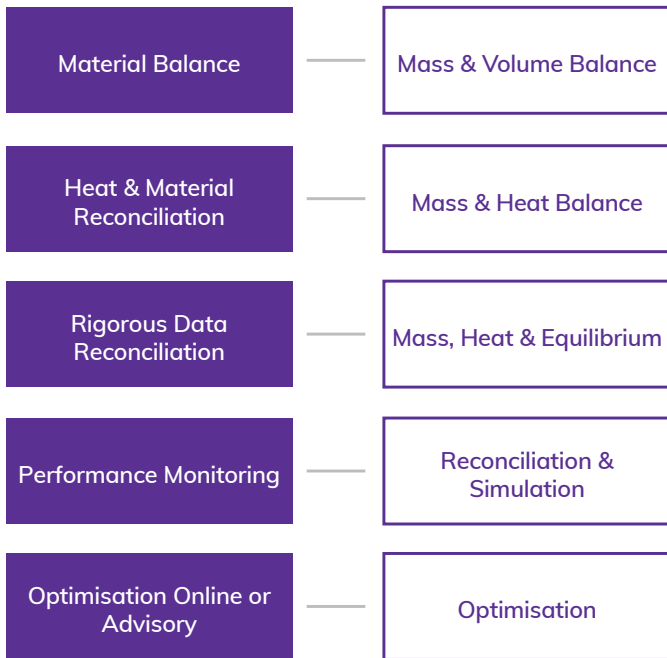 Material Balance
Mass & Volume Balance
Heat & Material
Reconciliation
Mass & Heat Balance
Rigorous Data
Reconciliation
Mass, Heat & Equilibrium
Performance Monitoring
Reconciliation &
Simulation
Optimisation Online or
Advisory
Optimisation